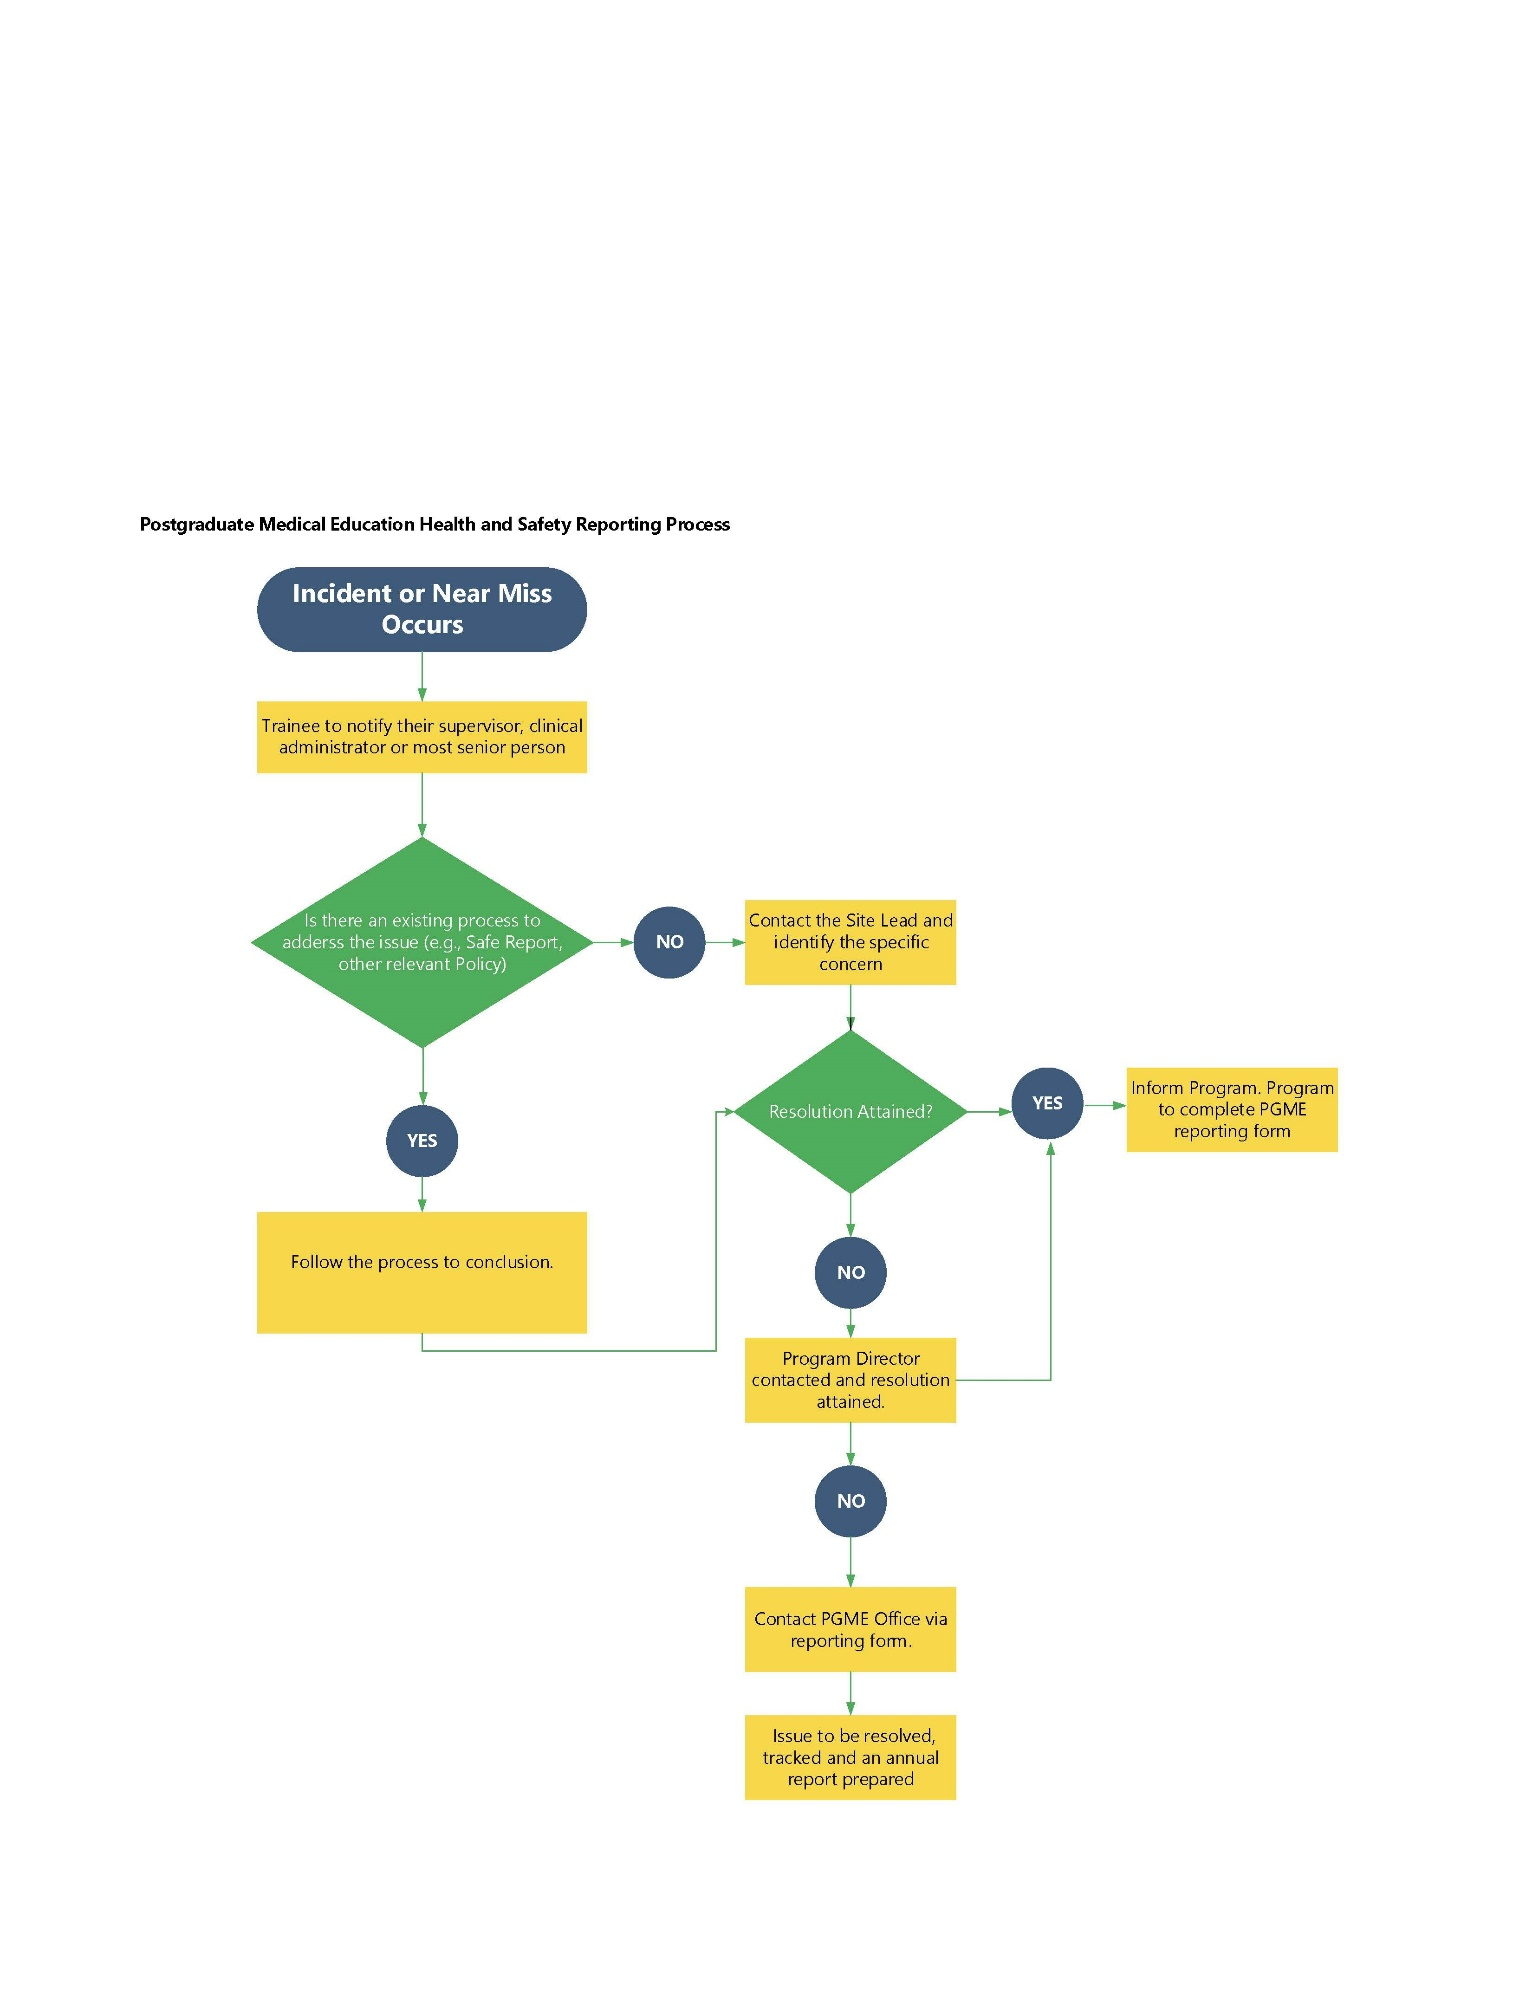 Postgraduate Medical Education Health and Safety Reporting Process
Incident or Near Miss
Occurs
Trainee to notify their supervisor, clinical
administrator or most senior person
Is there an existing process to
adderss the issue (e.g., Safe Report,
other relevant Policy)
NO
Contact the Site Lead and
identify the specific
concern
YES
Follow the process to conclusion.
Resolution Attained?
YES
Inform Program. Program
to complete PGME
reporting form
NO
Program Director
contacted and resolution
attained.
NO
Contact PGME Office via
reporting form.
Issue to be resolved,
tracked and an annual
report prepared